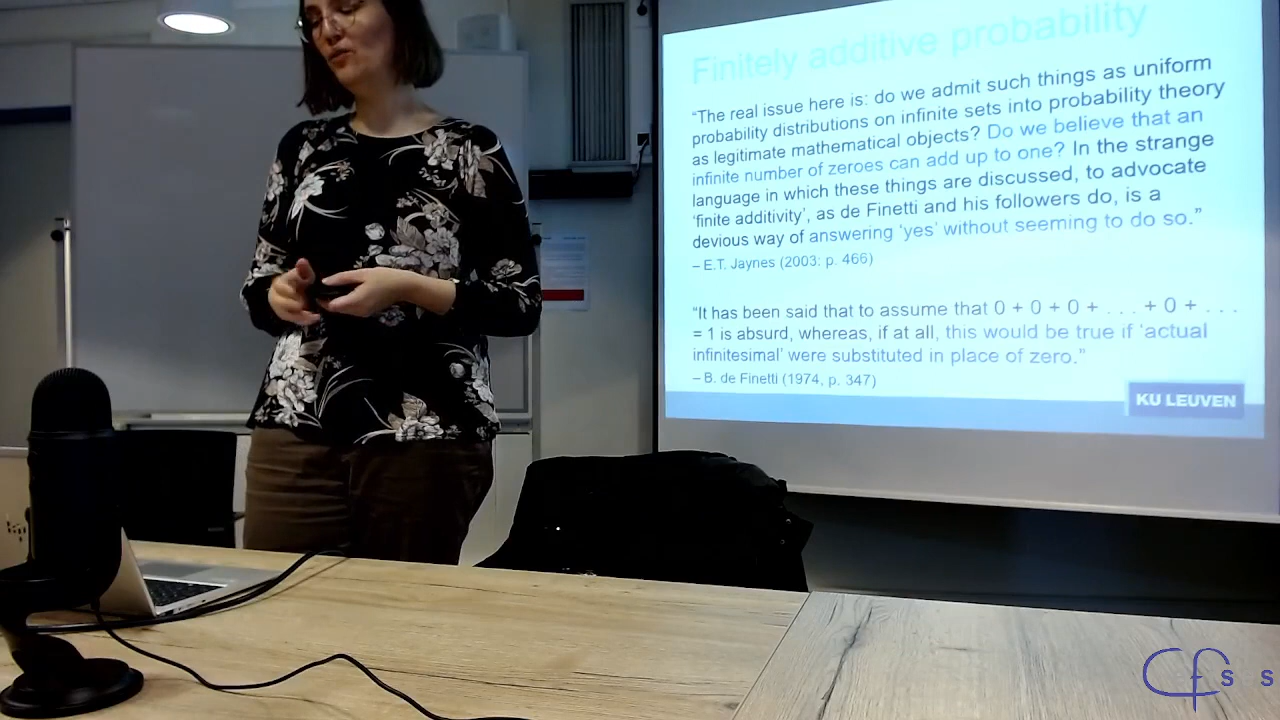 Finitely additive probability
“The real issue here is: do we admit such things as uniform
probability distributions on infinite sets into probability theory
as legitimate mathematical objects? Do we believe that an
infinite number of zeroes can add up to one? In the strange
language in which these things are discussed, to advocate
‘finite additivity’, as de Finetti and his followers do, is a
devious way of answering ‘yes’ without seeming to do so.”
– E.T. Jaynes (2003: p. 466)
“It has been said that to assume that 0 + 0 + 0 + . . . + 0 + . . .
= 1 is absurd, whereas, if at all, this would be true if ‘actual
infinitesimal’ were substituted in place of zero.”
– B. de Finetti (1974, p. 347)
KU LEUVEN
hp
Cfs s